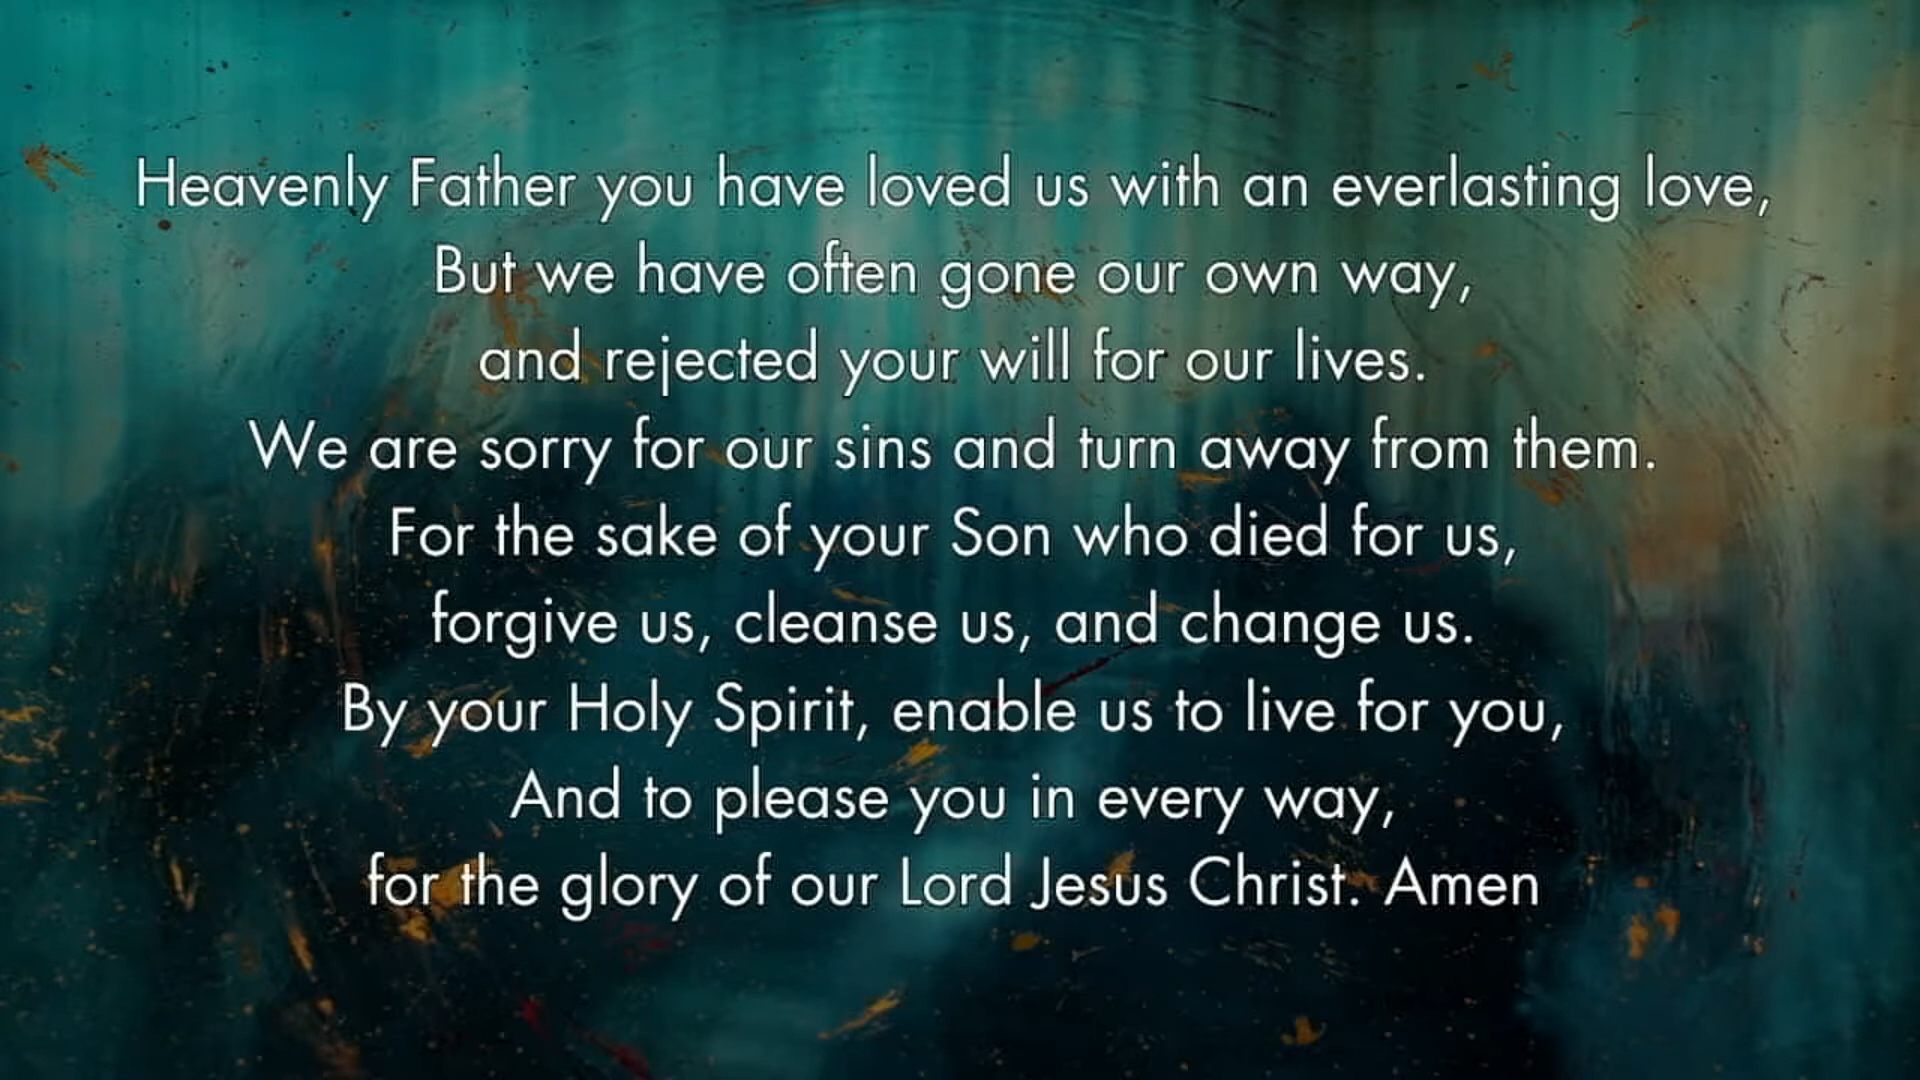 Heavenly Father you have loved us with an everlasting love,
But we have often gone our own way,
and rejected your will for our lives.
We are sorry for our sins and turn away from them.
For the sake of your Son who died for us,
forgive us, cleanse us, and change us.
By your Holy Spirit, enable us to live for you,
And to please you in every way,
for the glory of our Lord Jesus Christ. Amen